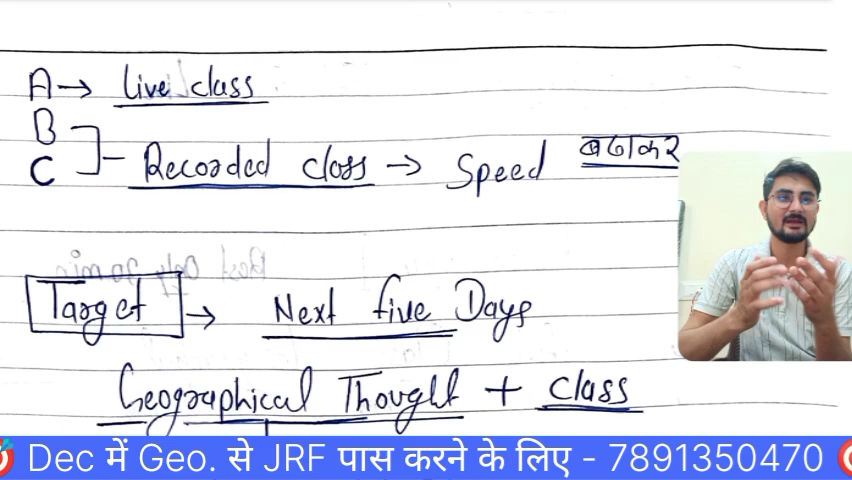 A → Live class
B
C
Recorded class → Speed बढाकर
Target → Next five Days
Geographical Thought + class
🎯 Dec में Geo. से JRF पास करने के लिए - 7891350470 🎯